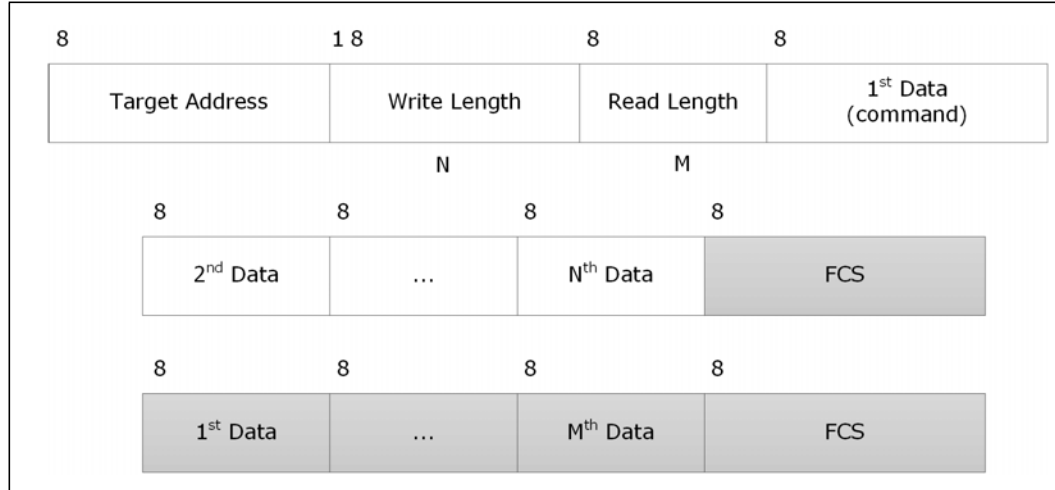 8 1 8 8 8
Target Address Write Length Read Length 1st Data
(command)
N M
8 8 8 8
2nd Data ... Nth Data FCS
8 8 8 8
1st Data ... Mth Data FCS